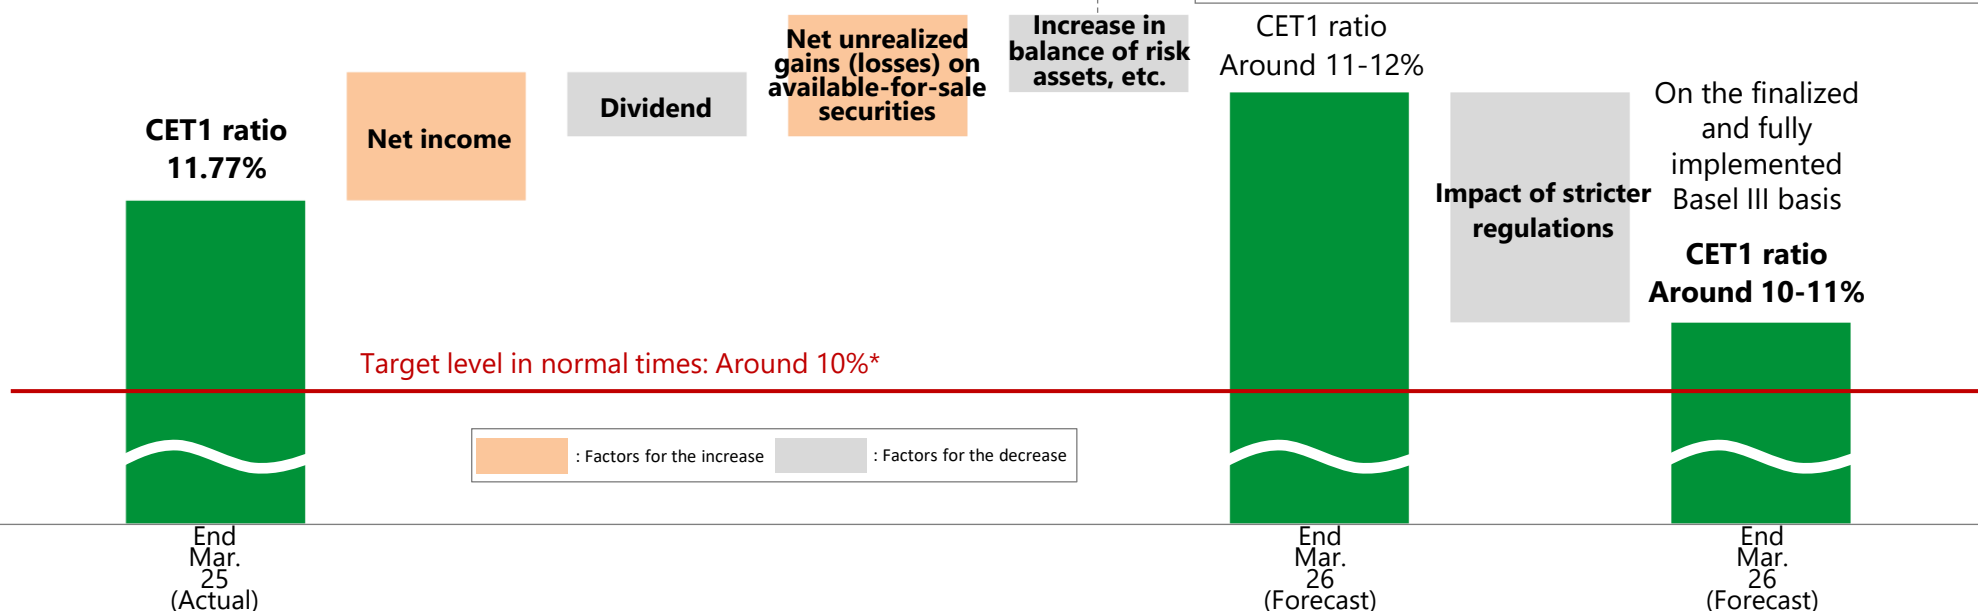 CET1 ratio
11.77%
Net income
Dividend
Net unrealized
gains (losses) on
available-for-sale
securities
Increase in
balance of risk
assets, etc.
CET1 ratio
Around 11-12%
Impact of stricter
regulations
On the finalized
and fully
implemented
Basel III basis
CET1 ratio
Around 10-11%
Target level in normal times: Around 10%*
: Factors for the increase
: Factors for the decrease
End
Mar.
25
(Actual)
End
Mar.
26
(Forecast)
End
Mar.
26
(Forecast)